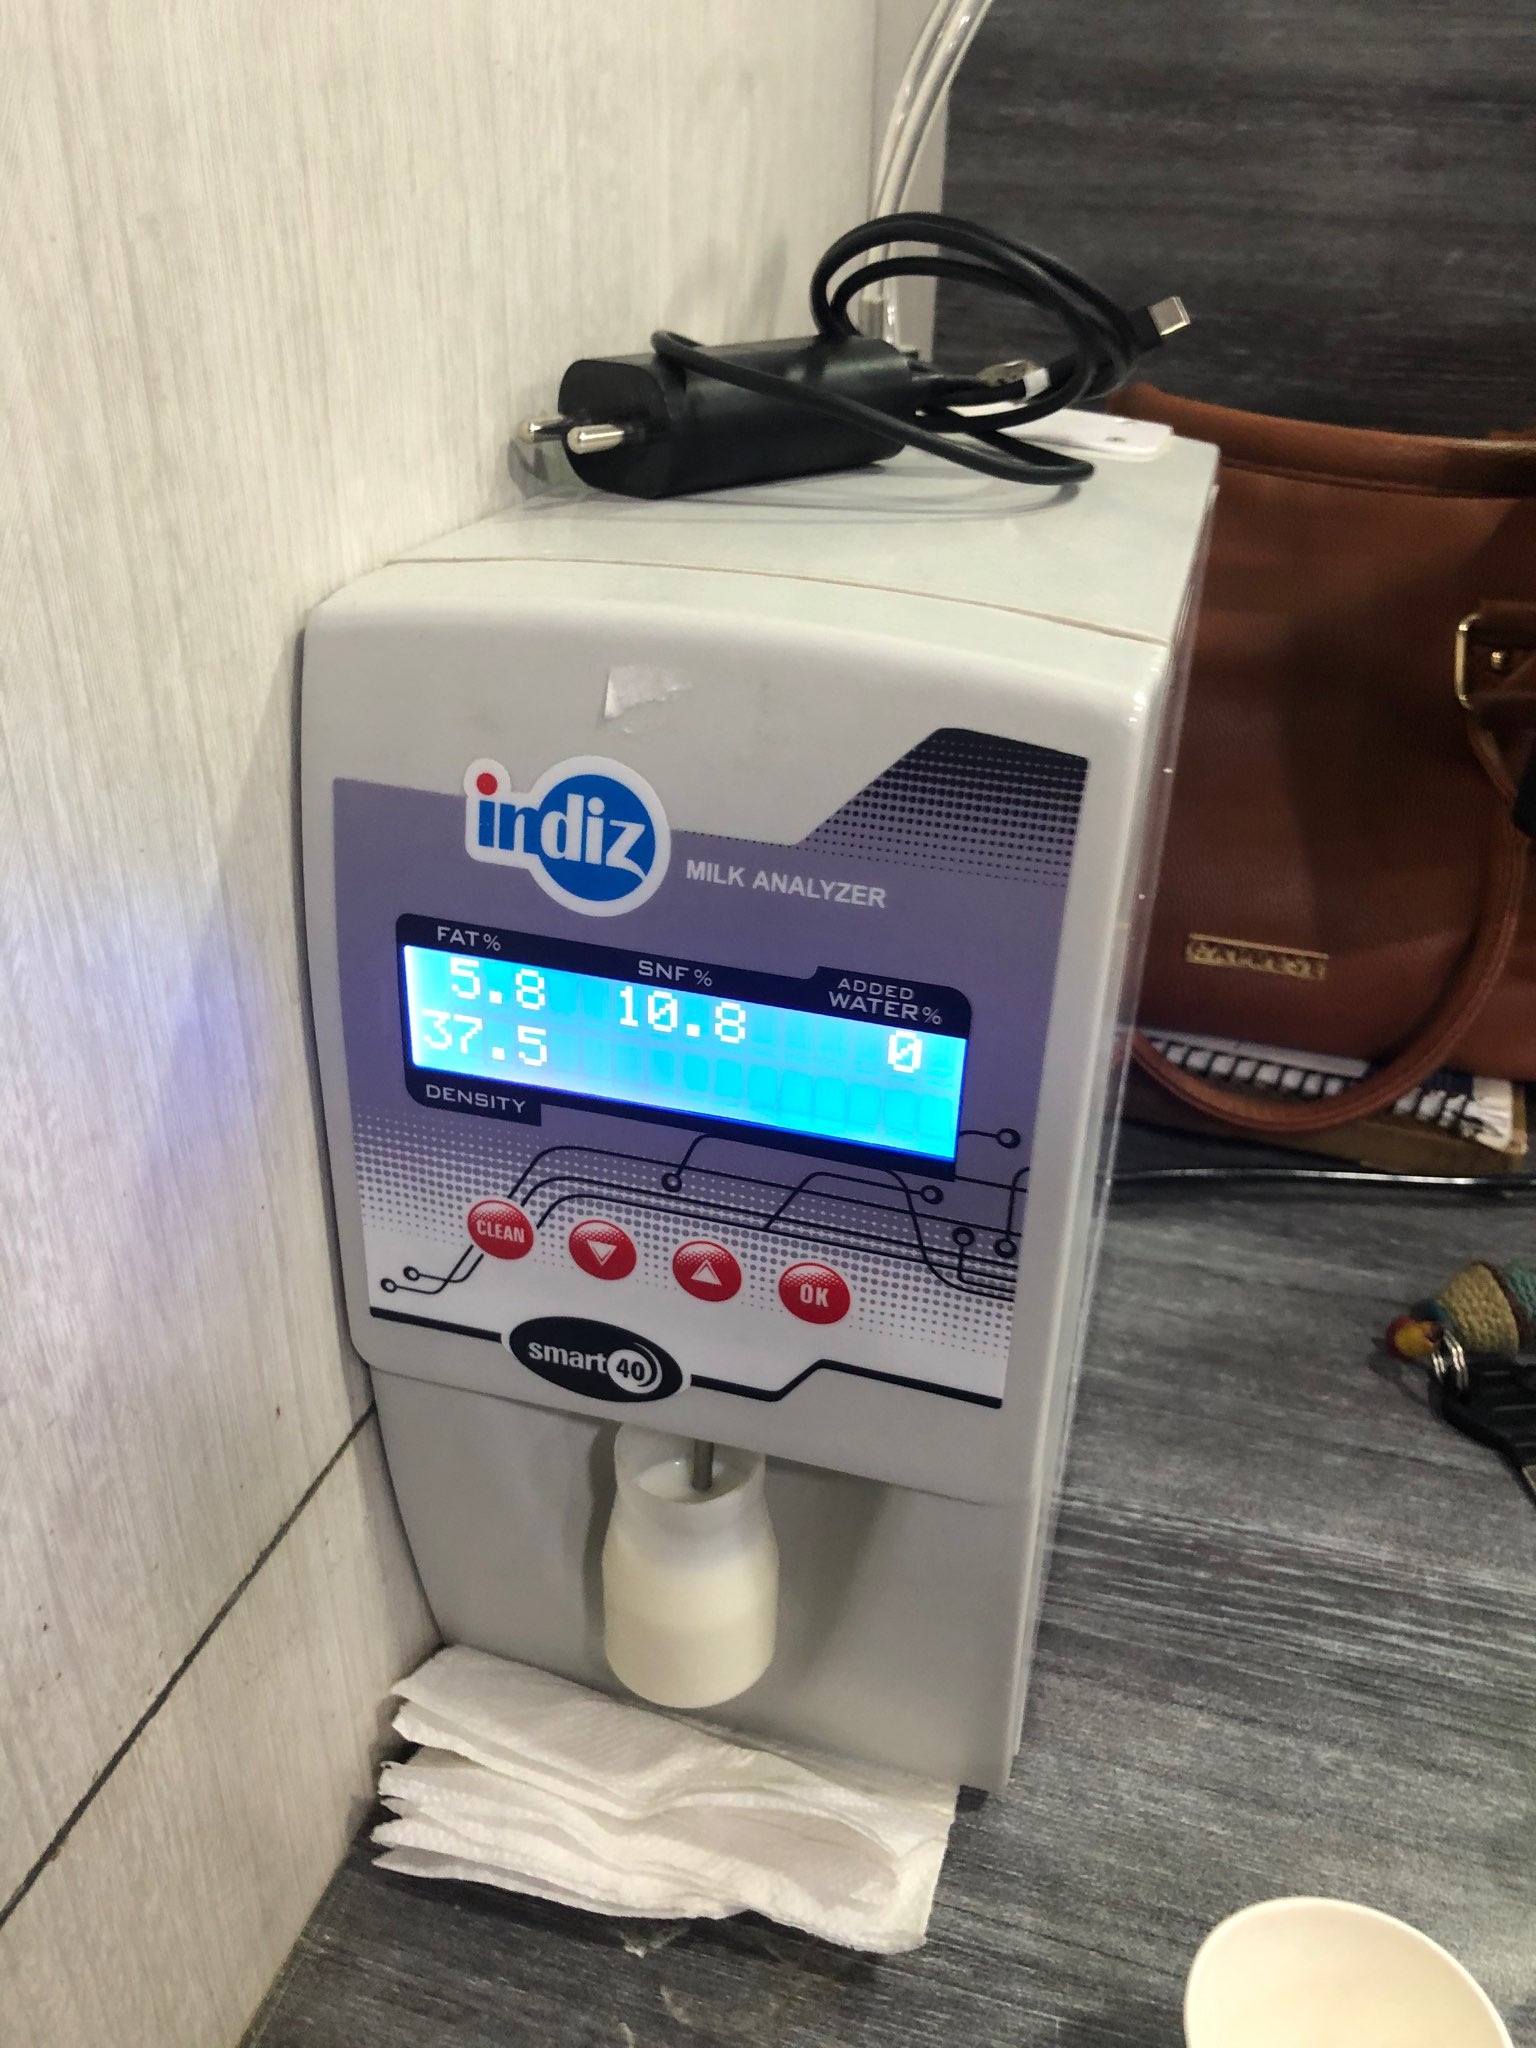 indiz
MILK ANALYZER
FAT%
SNF%
ADDED
WATER%
5.8 10.8 0
37.5
DENSITY
CLEAN
OK
smart 40